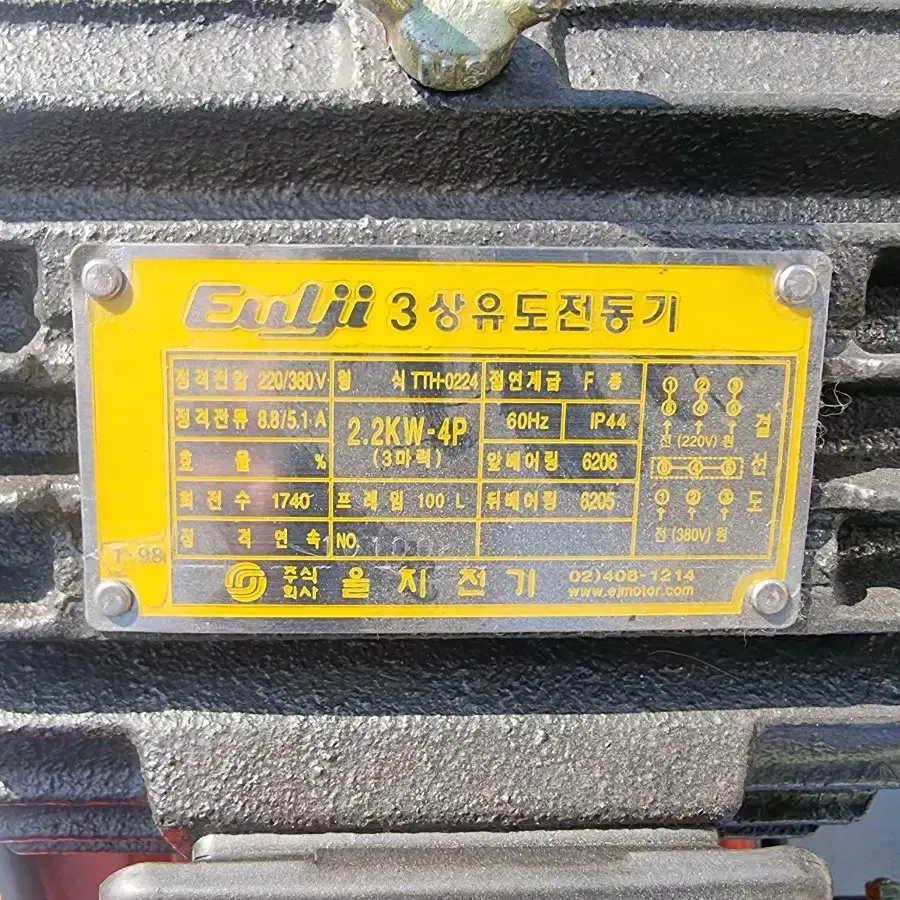 Eulji 3상유도전동기
정격전압 220/380 V 형 식 TTH-0224 절연계급 F 종
정격전류 8.8/5.1 A 2.2KW-4P 60Hz IP44
(3마력)
효 율 % 앞베어링 6206
회전수 1740 프레임 100 L 뒤베어링 6205
정 격 연속 NO.
T-98
결선도
전 (220V) 원
① ② ③
전 (380V) 원
주식회사 을지전기 02)408-1214
www.ejmotor.com